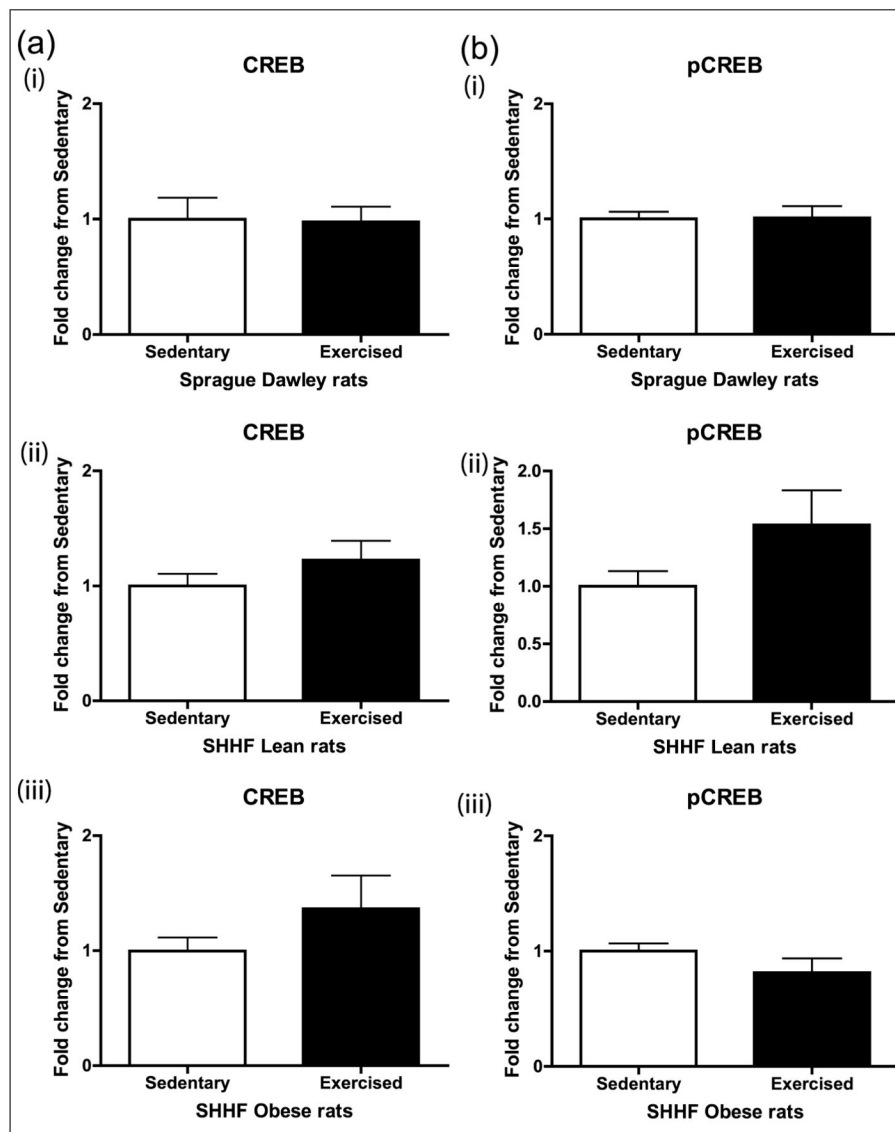 (a)
(i)
CREB
Fold change from Sedentary
2
1
0
Sedentary Exercised
Sprague Dawley rats
(b)
(i)
pCREB
Fold change from Sedentary
2
1
0
Sedentary Exercised
Sprague Dawley rats
(ii)
CREB
Fold change from Sedentary
2
1
0
Sedentary Exercised
SHHF Lean rats
(ii)
pCREB
Fold change from Sedentary
2.0
1.5
1.0
0.5
0.0
Sedentary Exercised
SHHF Lean rats
(iii)
CREB
Fold change from Sedentary
2
1
0
Sedentary Exercised
SHHF Obese rats
(iii)
pCREB
Fold change from Sedentary
2
1
0
Sedentary Exercised
SHHF Obese rats